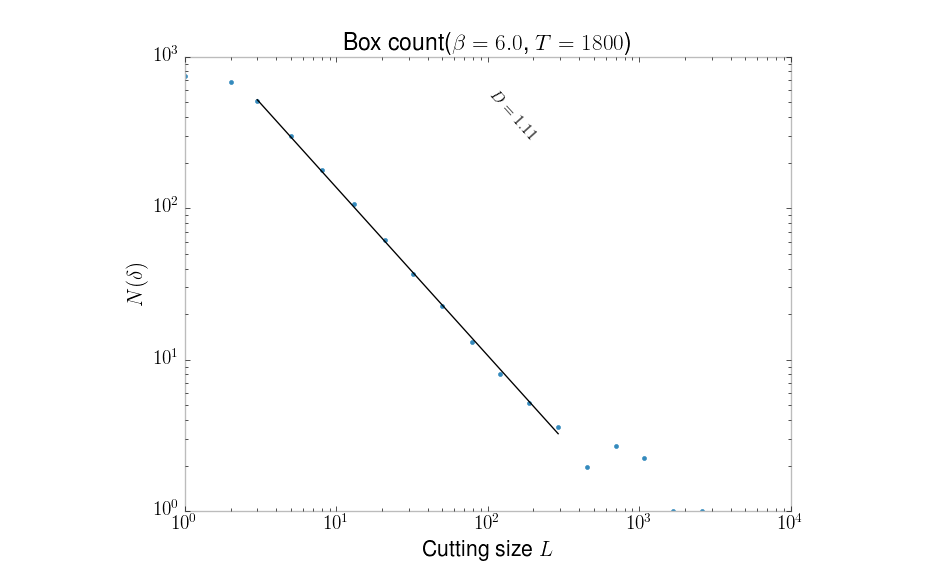 Box count(β = 6.0, T = 1800)
10³
D = 1.11
10²
N(δ)
10¹
10⁰
10⁰ 10¹ 10² 10³ 10⁴
Cutting size L